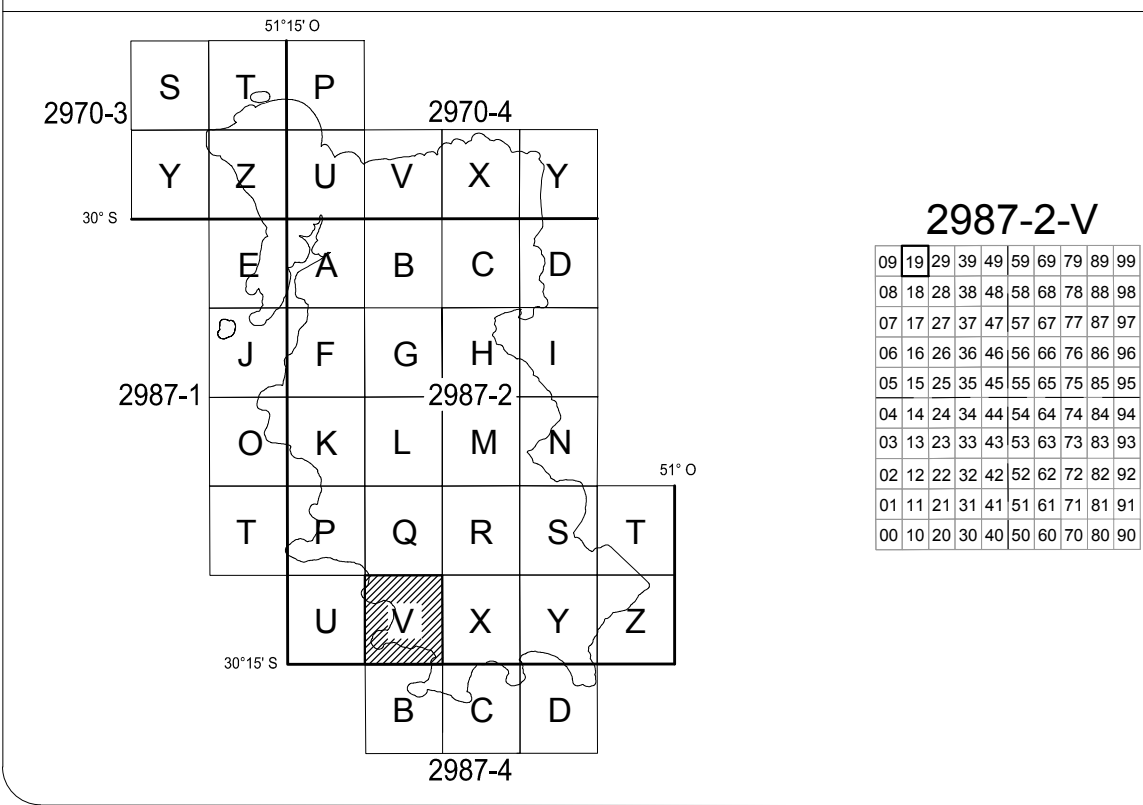 51°15' O
S T P
2970-3 2970-4
Y Z U V X Y
30° S
E A B C D
J F G H I
2987-1 2987-2
O K L M N
51° O
T P Q R S T
U V X Y Z
30°15' S
B C D
2987-4
2987-2-V
09 19 29 39 49 59 69 79 89 99
08 18 28 38 48 58 68 78 88 98
07 17 27 37 47 57 67 77 87 97
06 16 26 36 46 56 66 76 86 96
05 15 25 35 45 55 65 75 85 95
04 14 24 34 44 54 64 74 84 94
03 13 23 33 43 53 63 73 83 93
02 12 22 32 42 52 62 72 82 92
01 11 21 31 41 51 61 71 81 91
00 10 20 30 40 50 60 70 80 90